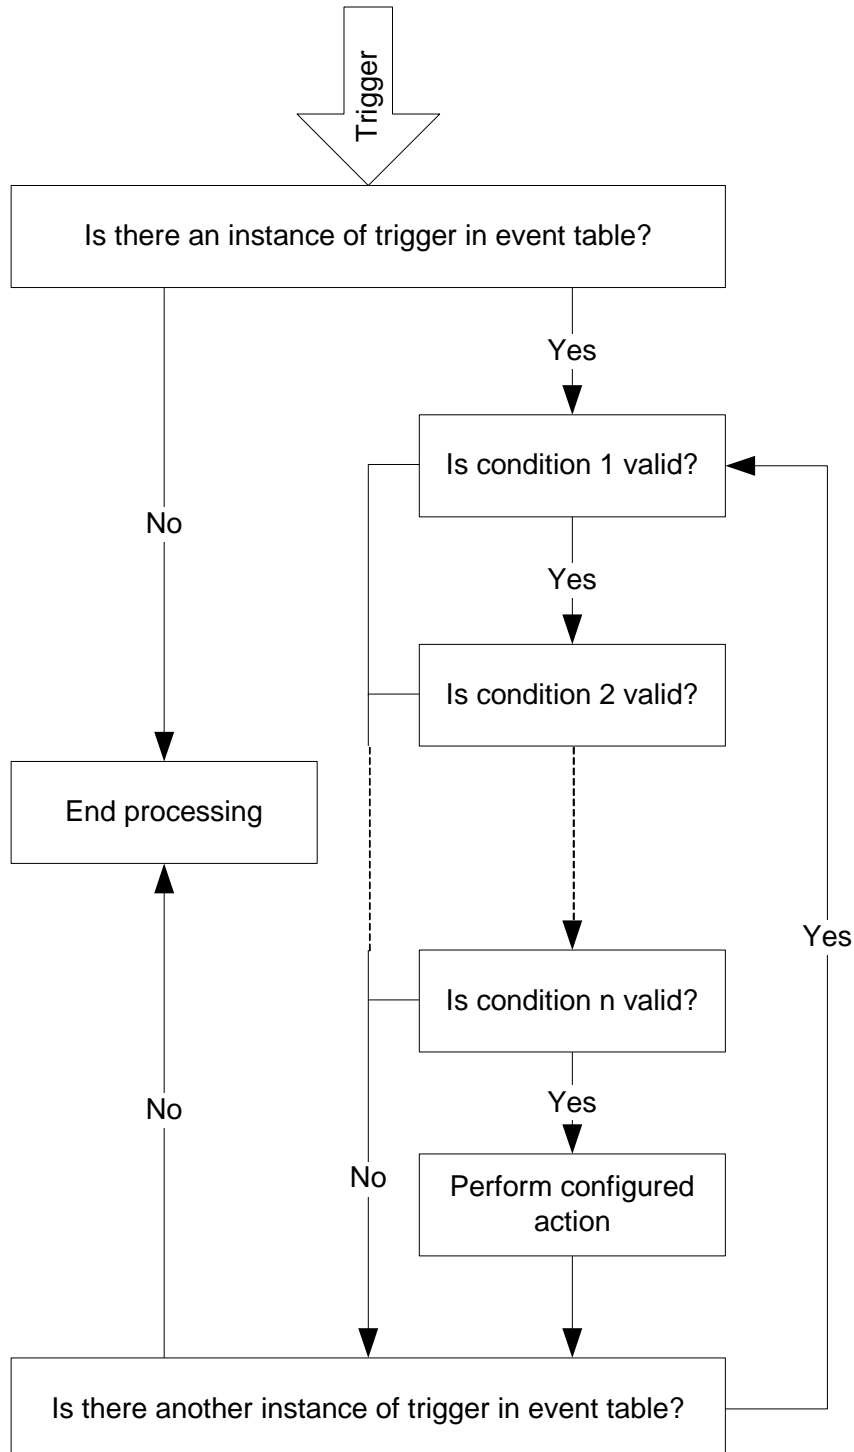 Trigger
Is there an instance of trigger in event table?
Yes
Is condition 1 valid?
No
Yes
Is condition 2 valid?
End processing
Yes
Is condition n valid?
No
Yes
No
Perform configured
action
Is there another instance of trigger in event table?